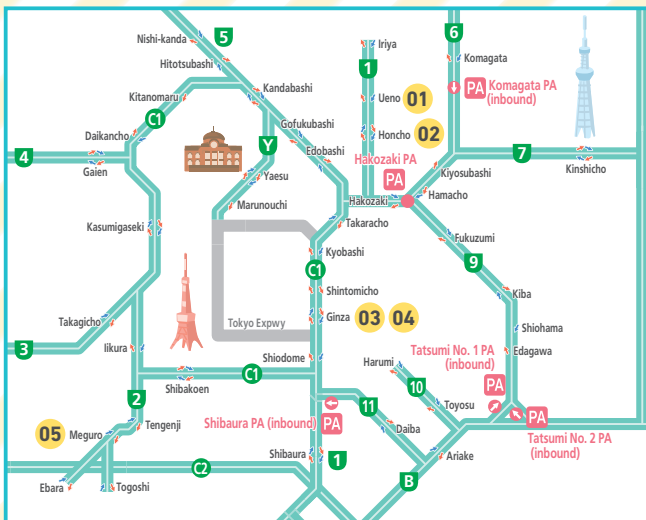 Nishi-kanda
5
Hitotsubashi
Kitanomaru
C1
Kandabashi
Daikancho
4
Gaien
Gofukubashi
Edobashi
Y
Yaesu
Marunouchi
Iriya
1
Ueno
01
Honcho
02
6
Komagata
PA
Komagata PA
(inbound)
Hakozaki PA
PA
7
Kinshicho
Kiyosubashi
Hakozaki
Hamacho
Kasumigaseki
Takaracho
Kyobashi
C1
Fukuzumi
9
Shintomicho
Kiba
Takagicho
3
Tokyo Expwy
Ginza
03
04
Shiohama
Iikura
Shiodome
Edagawa
Tatsumi No. 1 PA
(inbound)
PA
Harumi
10
C1
Shibakoen
2
Toyosu
PA
Tatsumi No. 2 PA
(inbound)
11
Shibaura PA (inbound)
PA
Tengenji
05
Meguro
Daiba
Ariake
Shibaura
1
C2
B
Ebara
Togoshi